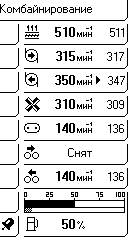 Комбайнирование
510 мин-1 511
315 мин-1 317
350 мин-1 347
310 мин-1 309
140 мин-1 136
Снят
140 мин-1 136
0 25 50 75 100
50 %